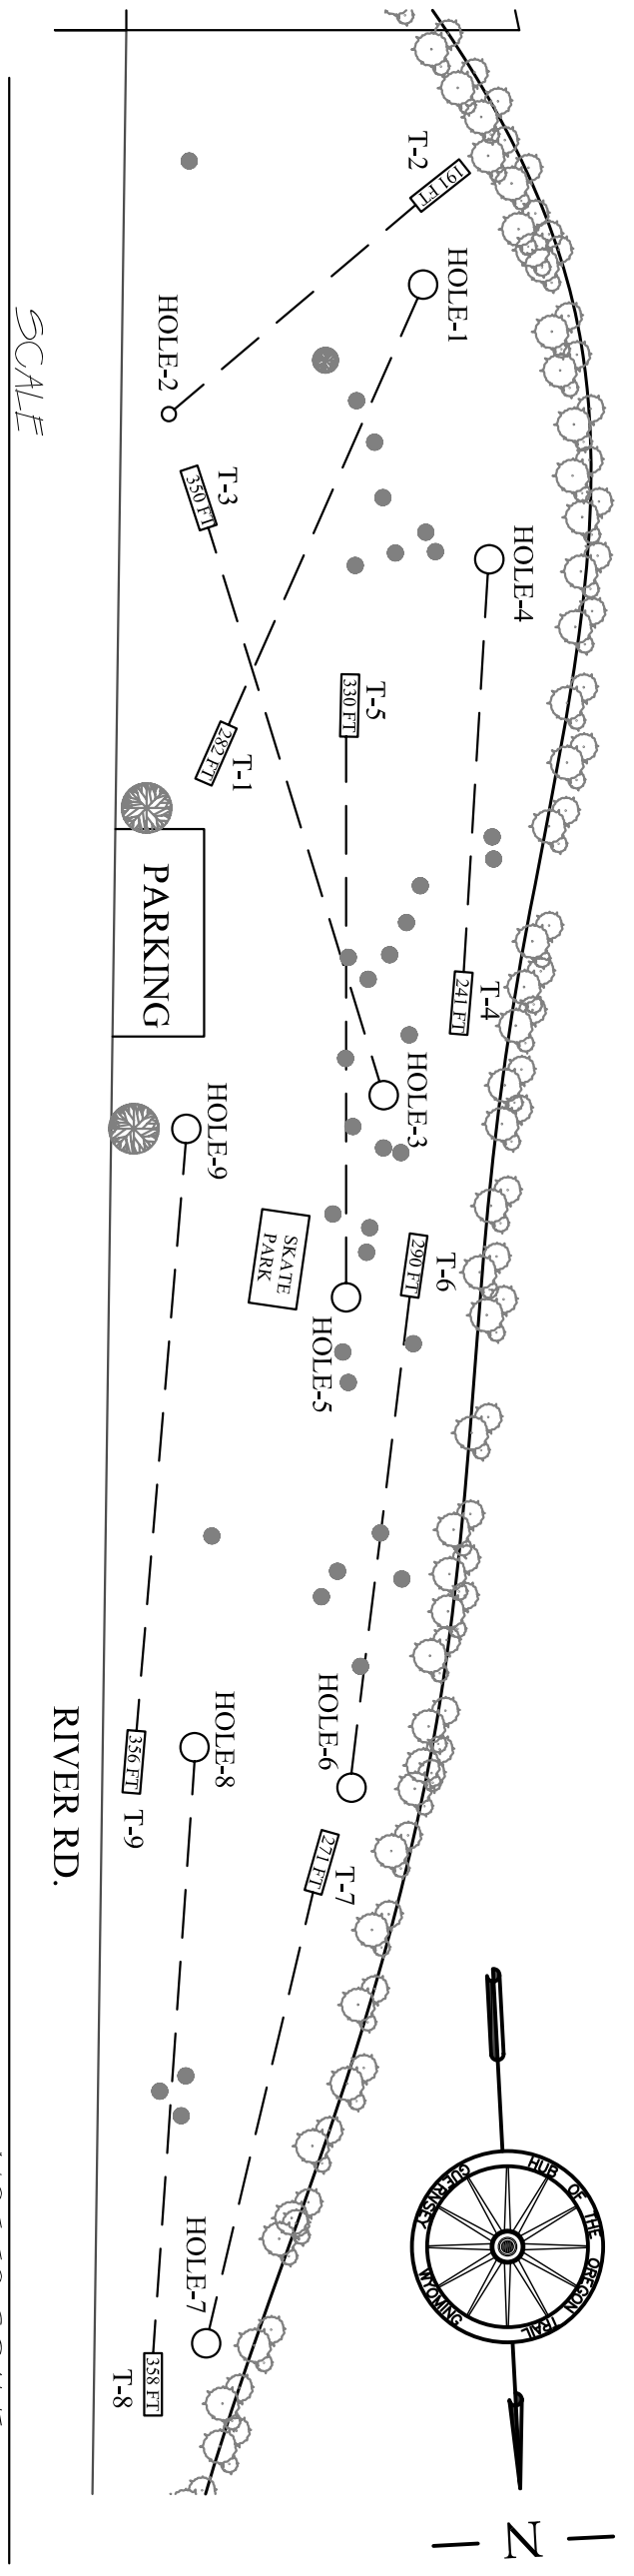 T-2
191 FT
HOLE-1
HOLE-2
T-3
350 FT
HOLE-4
T-5
330 FT
T-1
282 FT
PARKING
T-4
241 FT
HOLE-3
HOLE-9
SKATE
PARK
T-6
290 FT
HOLE-5
HOLE-6
HOLE-8
356 FT
T-9
T-7
271 FT
HOLE-7
358 FT
T-8
RIVER RD.
SCALE
HUB OF THE OREGON TRAIL
GUERNSEY WYOMING
N